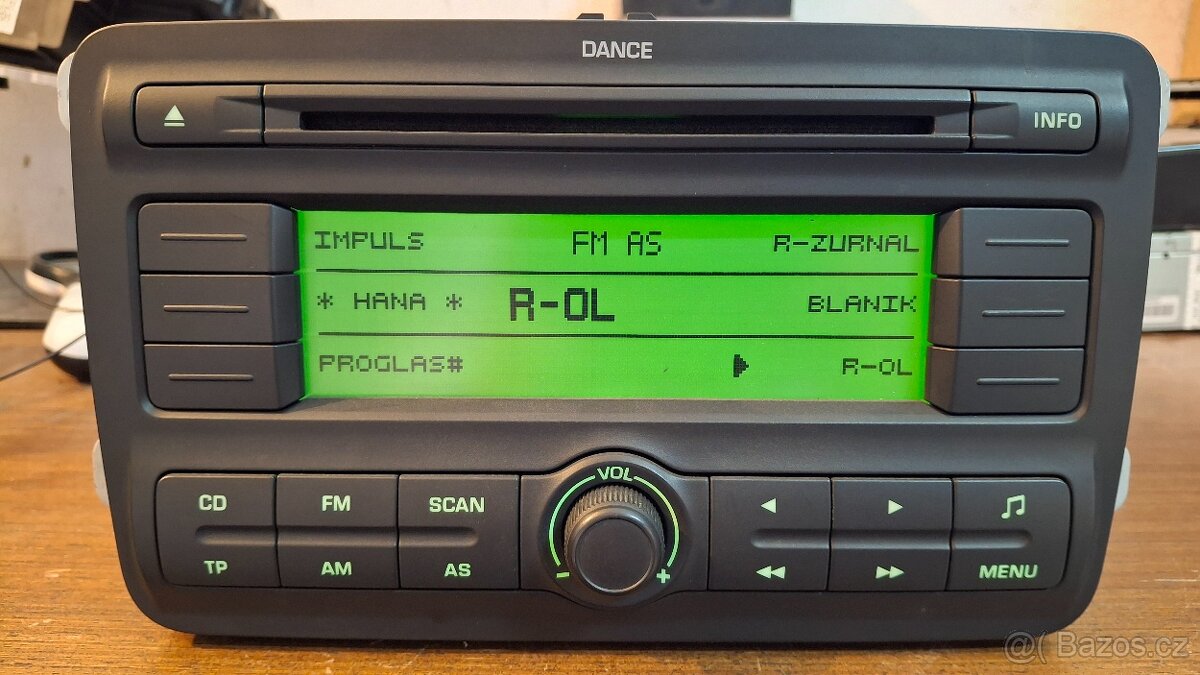 DANCE
INFO
IMPULS FM AS R-ZURNAL
* HANA * R-OL BLANIK
PROGLAS# R-OL
VOL
CD FM SCAN
- +
TP AM AS MENU
@( Bazos.cz